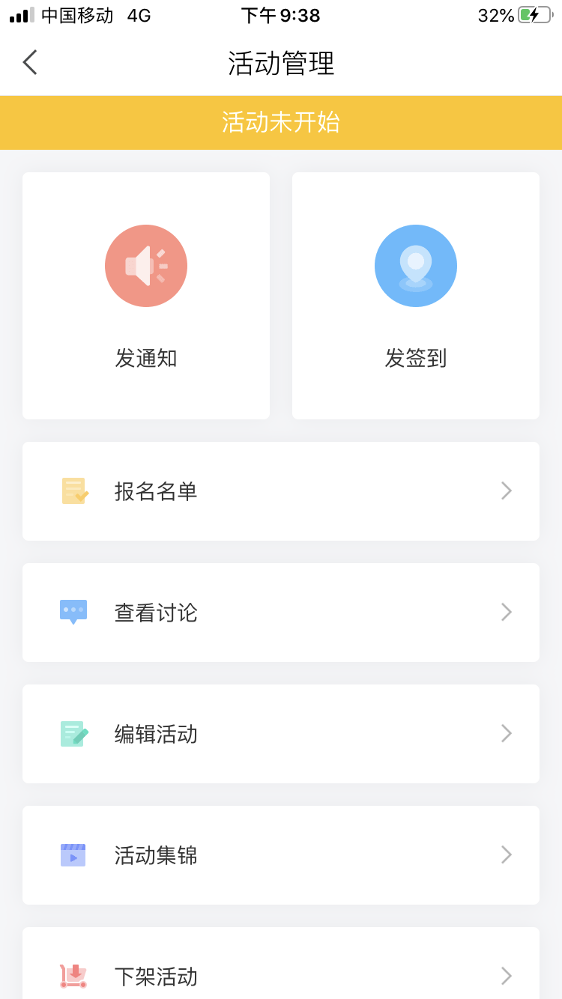 中国移动 4G 下午 9:38 32%
活动管理
活动未开始
发通知 发签到
报名名单
查看讨论
编辑活动
活动集锦
下架活动